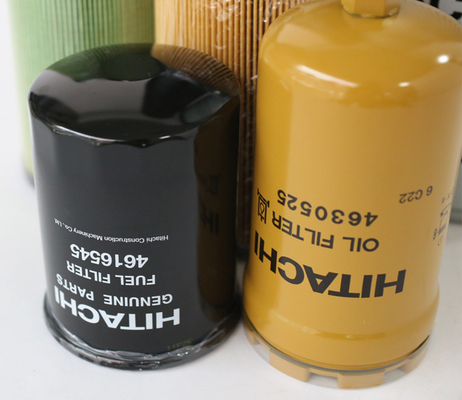 HITACHI
GENUINE PARTS
FUEL FILTER
4616545
Hitachi Construction Machinery Co., Ltd.
HITACHI
OIL FILTER
4630525
6 C22